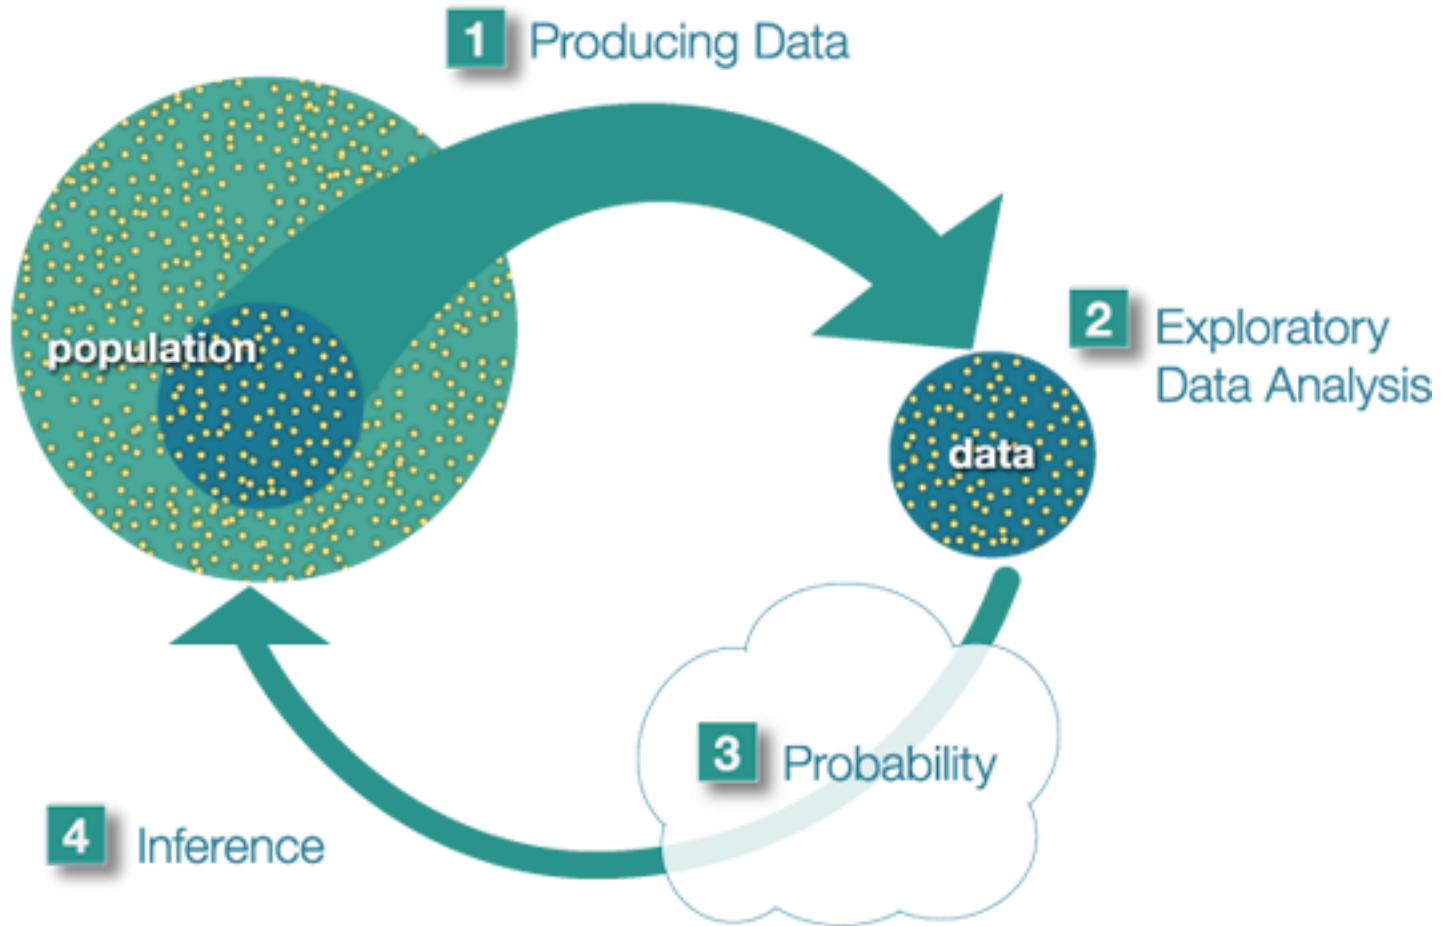 1 Producing Data
population
2 Exploratory
Data Analysis
data
3 Probability
4 Inference